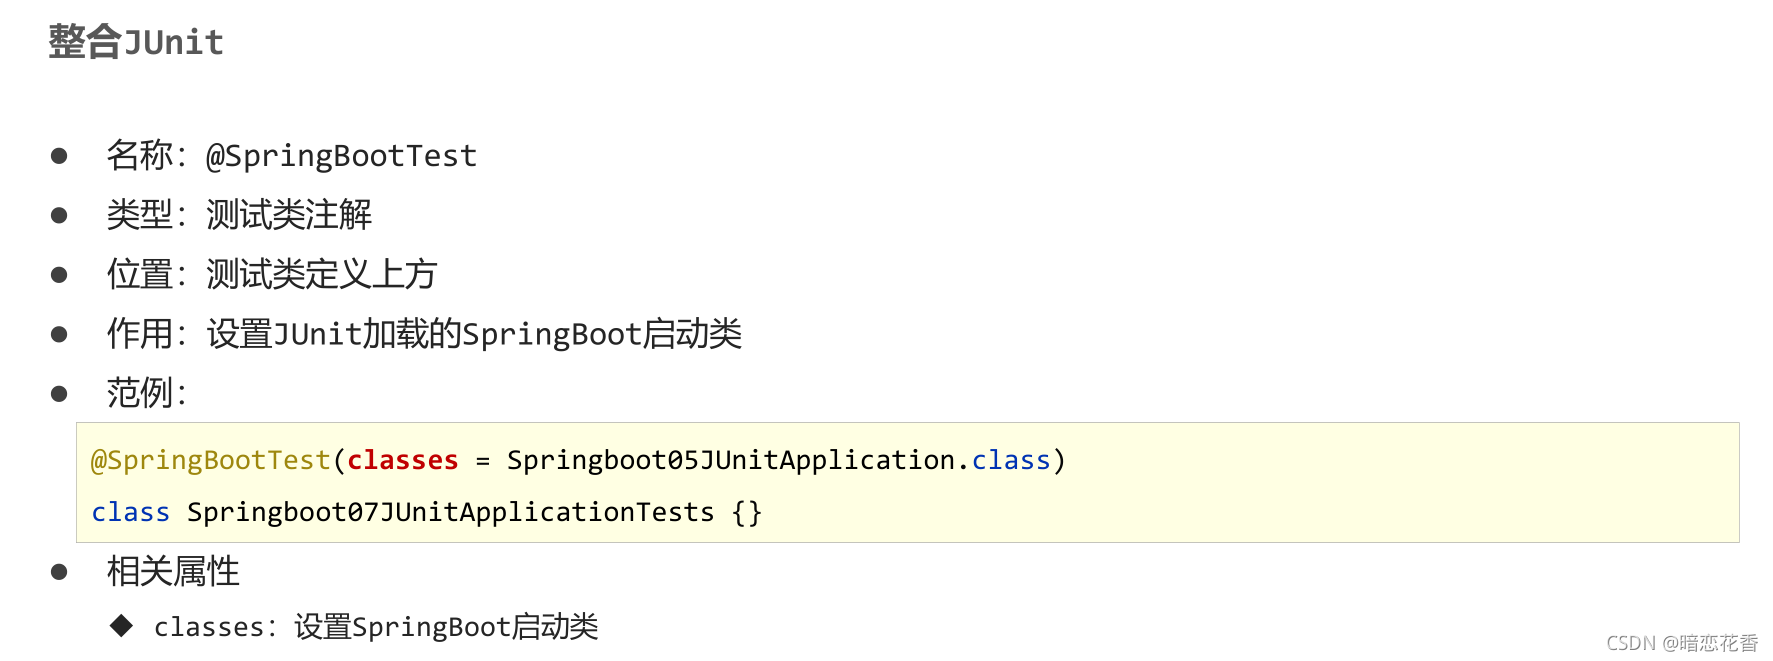 整合JUnit
名称：@SpringBootTest
类型：测试类注解
位置：测试类定义上方
作用：设置JUnit加载的SpringBoot启动类
范例：
@SpringBootTest(classes = Springboot05JUnitApplication.class)
class Springboot07JUnitApplicationTests {}
相关属性
classes：设置SpringBoot启动类
CSDN @暗恋花香